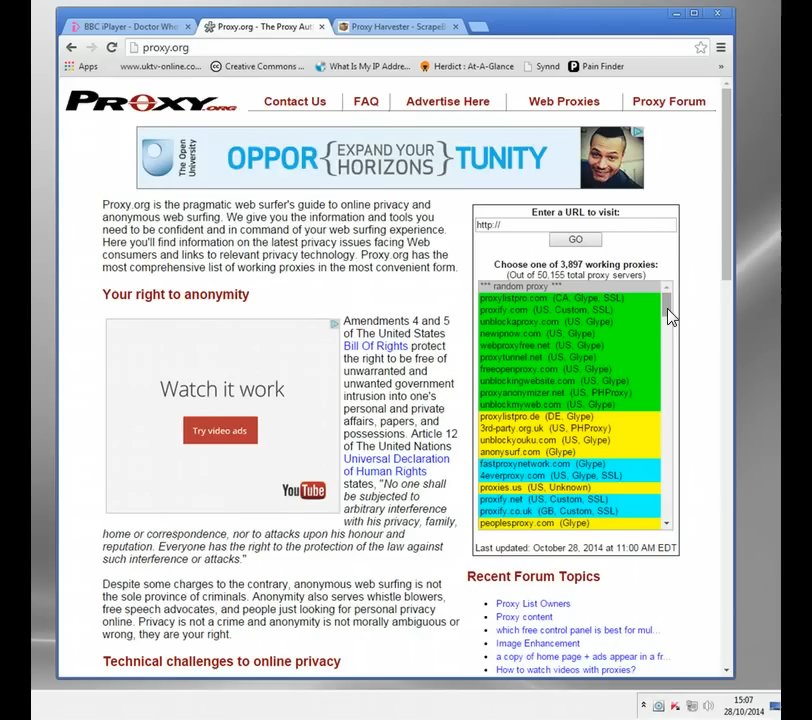 BBC iPlayer - Doctor Who
Proxy.org - The Proxy Aut
Proxy Harvester - ScrapeB
proxy.org
Apps
www.uktv-online.co...
Creative Commons ...
What Is My IP Addre...
Herdict : At-A-Glance
Synnd
Pain Finder
»
PROXY.ORG
Contact Us
FAQ
Advertise Here
Web Proxies
Proxy Forum
The Open University
OPPOR{EXPAND YOUR HORIZONS}TUNITY
Proxy.org is the pragmatic web surfer's guide to online privacy and
anonymous web surfing. We give you the information and tools you
need to be confident and in command of your web surfing experience.
Here you'll find information on the latest privacy issues facing Web
consumers and links to relevant privacy technology. Proxy.org has the
most comprehensive list of working proxies in the most convenient form.
Your right to anonymity
Watch it work
Try video ads
YouTube
Amendments 4 and 5
of The United States
Bill Of Rights protect
the right to be free of
unwarranted and
unwanted government
intrusion into one's
personal and private
affairs, papers, and
possessions. Article 12
of The United Nations
Universal Declaration
of Human Rights
states, "No one shall
be subjected to
arbitrary interference
with his privacy, family,
home or correspondence, nor to attacks upon his honour and
reputation. Everyone has the right to the protection of the law against
such interference or attacks."
Despite some charges to the contrary, anonymous web surfing is not
the sole province of criminals. Anonymity also serves whistle blowers,
free speech advocates, and people just looking for personal privacy
online. Privacy is not a crime and anonymity is not morally ambiguous or
wrong, they are your right.
Technical challenges to online privacy
Enter a URL to visit:
http://
GO
Choose one of 3,897 working proxies:
(Out of 50,155 total proxy servers)
*** random proxy ***
proxylistpro.com (CA, Glype, SSL)
proxify.com (US, Custom, SSL)
unblockaproxy.com (US, Glype)
newipnow.com (US, Glype)
webproxyfree.net (US, Glype)
proxytunnel.net (US, Glype)
freeopenproxy.com (US, Glype)
unblockingwebsite.com (US, Glype)
proxyanonymizer.net (US, PHProxy)
unblockmyweb.com (US, Glype)
proxylistpro.de (DE, Glype)
3rd-party.org.uk (US, PHProxy)
unblockyouku.com (US, Glype)
anonysurf.com (Glype)
fastproxynetwork.com (Glype)
4everproxy.com (US, Glype, SSL)
proxies.us (US, Unknown)
proxify.net (US, Custom, SSL)
proxify.co.uk (GB, Custom, SSL)
peoplesproxy.com (Glype)
Last updated: October 28, 2014 at 11:00 AM EDT
Recent Forum Topics
• Proxy List Owners
• Proxy content
• which free control panel is best for mul...
• Image Enhancement
• a copy of home page + ads appear in a fr...
• How to watch videos with proxies?
15:07
28/10/2014